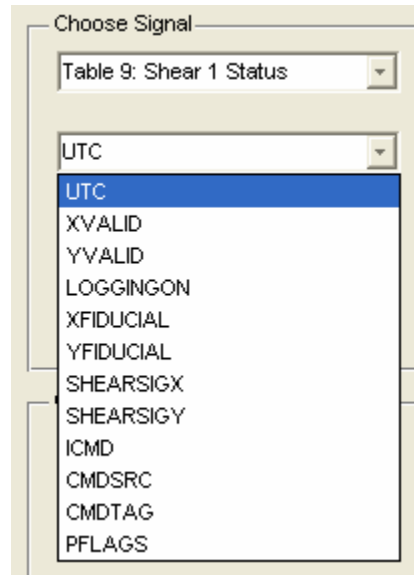 Choose Signal
Table 9: Shear 1 Status
UTC
UTC
XVALID
YVALID
LOGGINGON
XFIDUCIAL
YFIDUCIAL
SHEARSIGX
SHEARSIGY
ICMD
CMDSRC
CMDTAG
PFLAGS